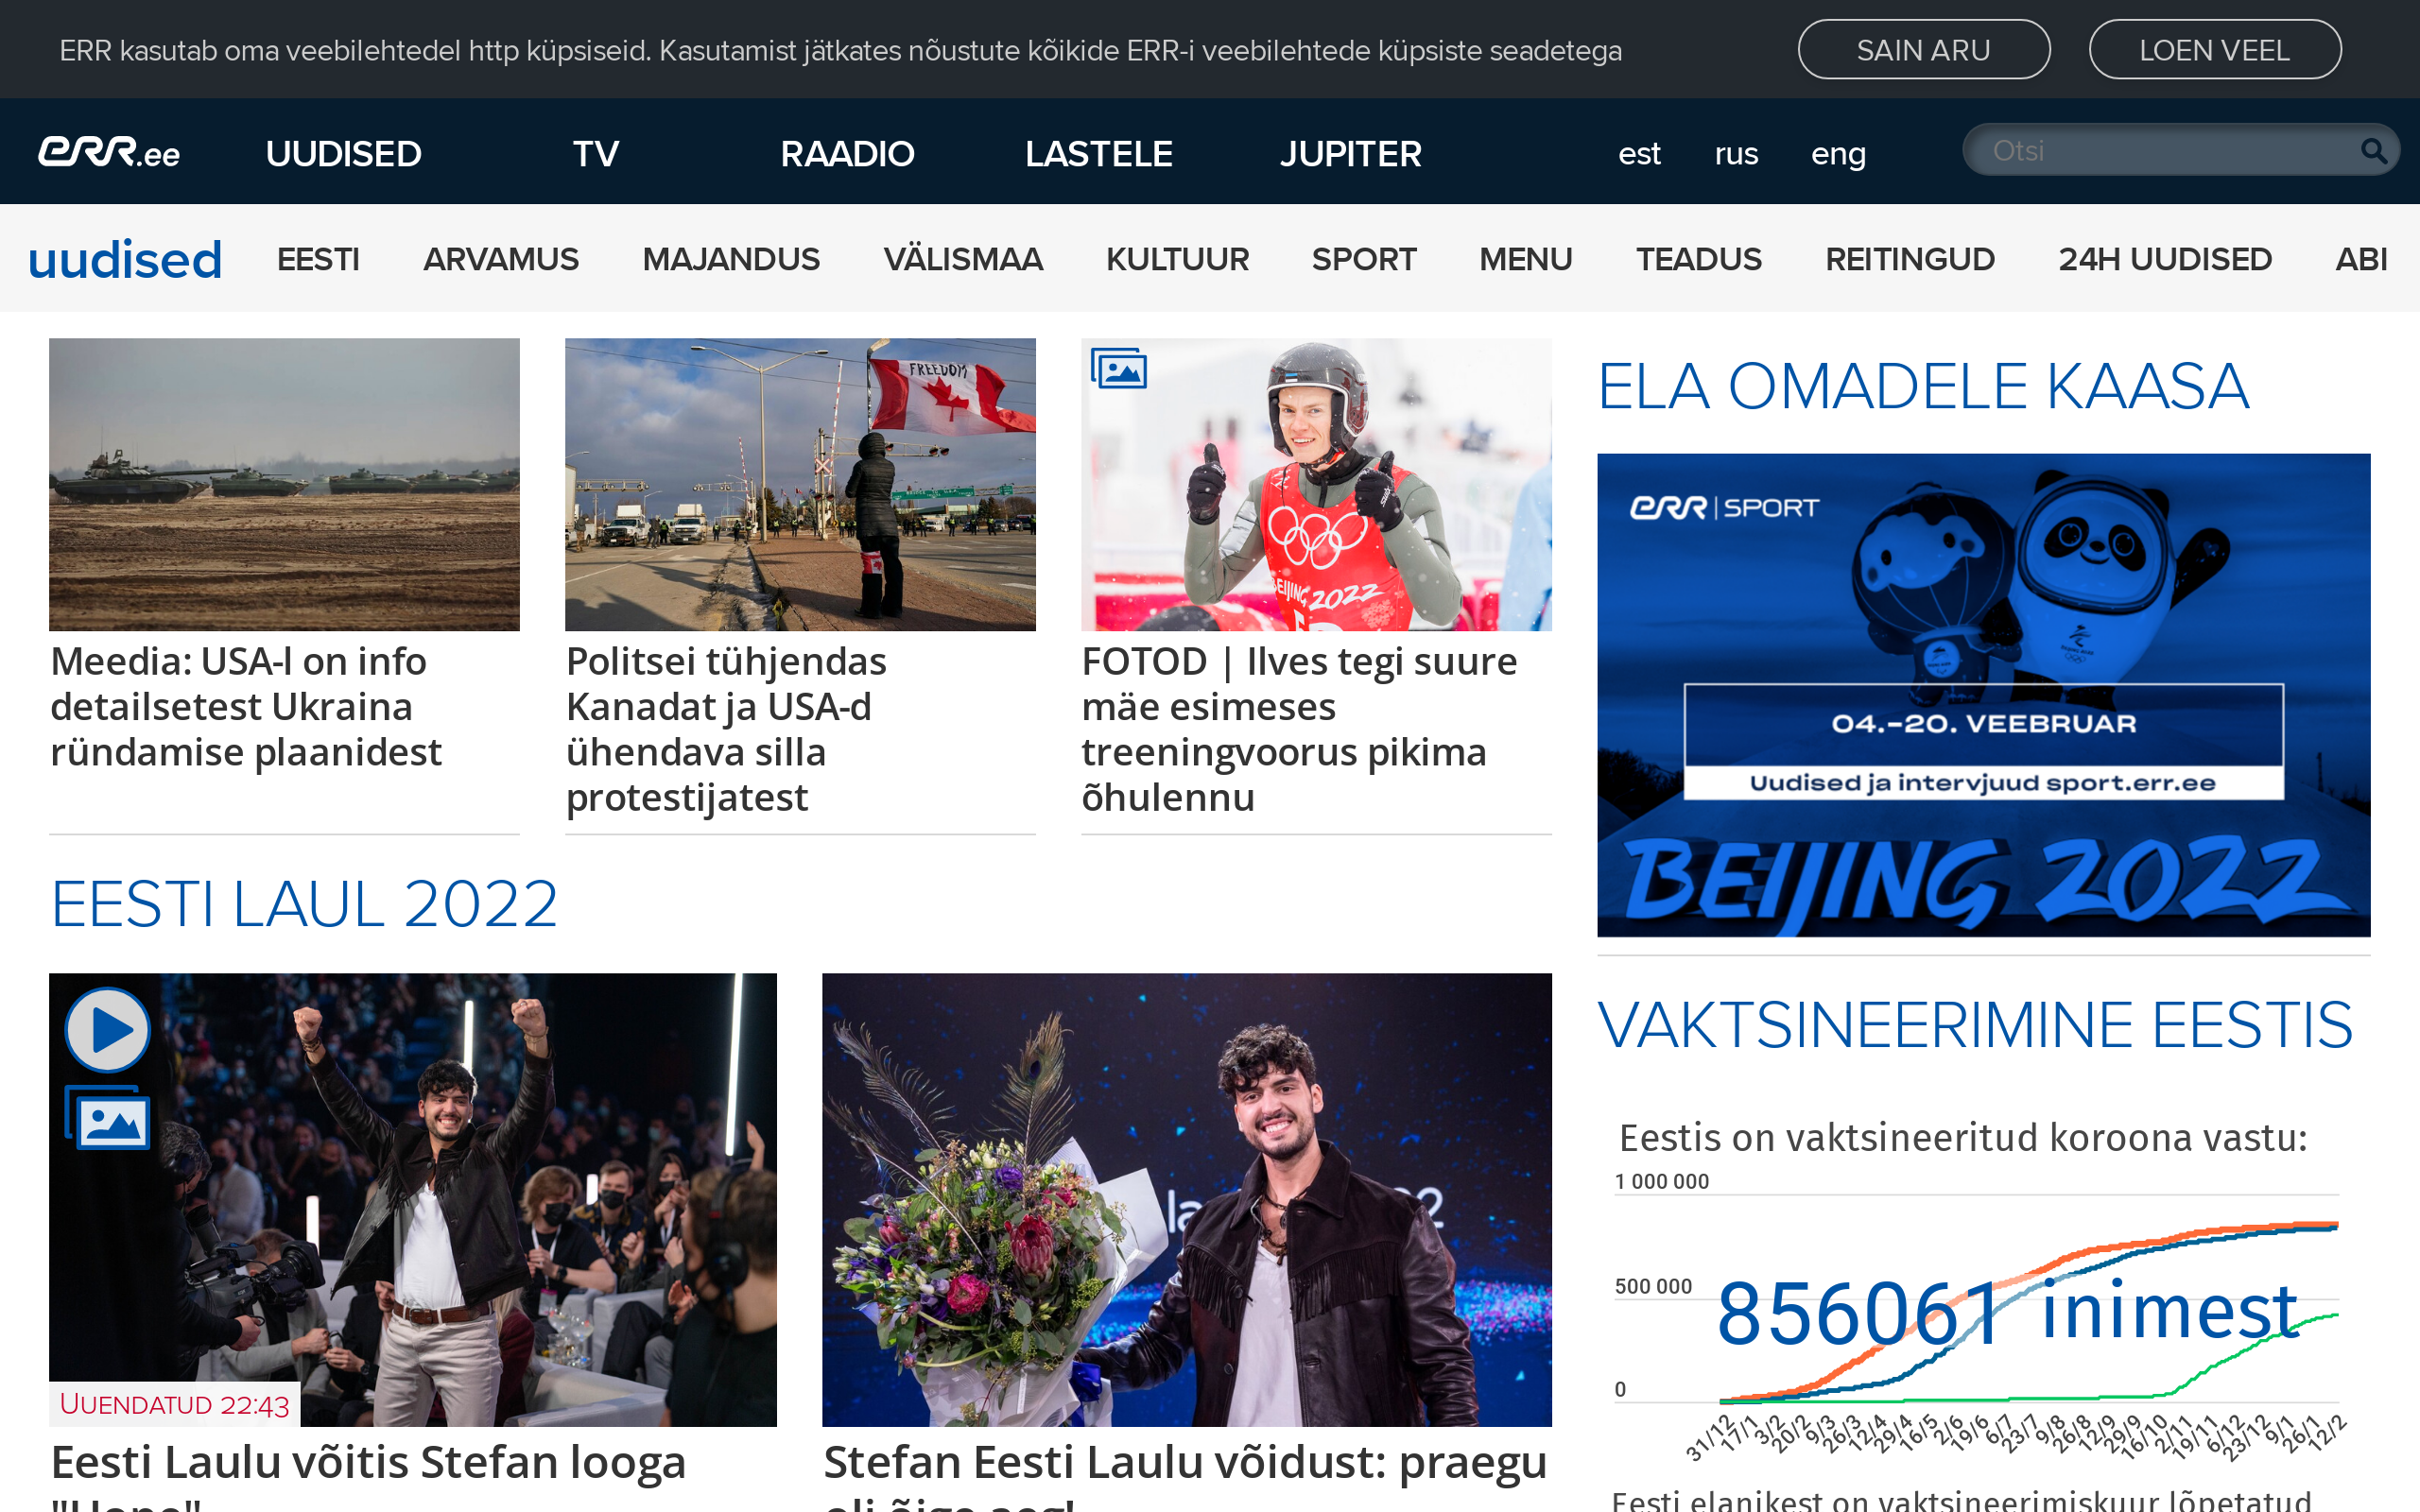 ERR kasutab oma veebilehtedel http küpsiseid. Kasutamist jätkates nõustute kõikide ERR-i veebilehtede küpsiste seadetega
SAIN ARU
LOEN VEEL
err.ee
UUDISED
TV
RAADIO
LASTELE
JUPITER
est
rus
eng
Otsi
uudised
EESTI
ARVAMUS
MAJANDUS
VÄLISMAA
KULTUUR
SPORT
MENU
TEADUS
REITINGUD
24H UUDISED
ABI
FREEDOM
BEIJING 2022
Meedia: USA-l on info
detailsetest Ukraina
ründamise plaanidest
Politsei tühjendas
Kanadat ja USA-d
ühendava silla
protestijatest
FOTOD | Ilves tegi suure
mäe esimeses
treeningvoorus pikima
õhulennu
ELA OMADELE KAASA
err | SPORT
04.-20. VEEBRUAR
Uudised ja intervjuud sport.err.ee
BEIJING 2022
EESTI LAUL 2022
UUENDATUD 22:43
Eesti Laulu võitis Stefan looga
"Hope"
Stefan Eesti Laulu võidust: praegu
oli õige aeg!
VAKTSINEERIMINE EESTIS
Eestis on vaktsineeritud koroona vastu:
1 000 000
500 000
0
856061 inimest
31/12
17/1
3/2
20/2
9/3
26/3
12/4
29/4
16/5
2/6
19/6
6/7
23/7
9/8
26/8
12/9
29/9
16/10
2/11
19/11
6/12
23/12
9/1
26/1
12/2
Eesti elanikest on vaktsineerimiskuur lõpetatud